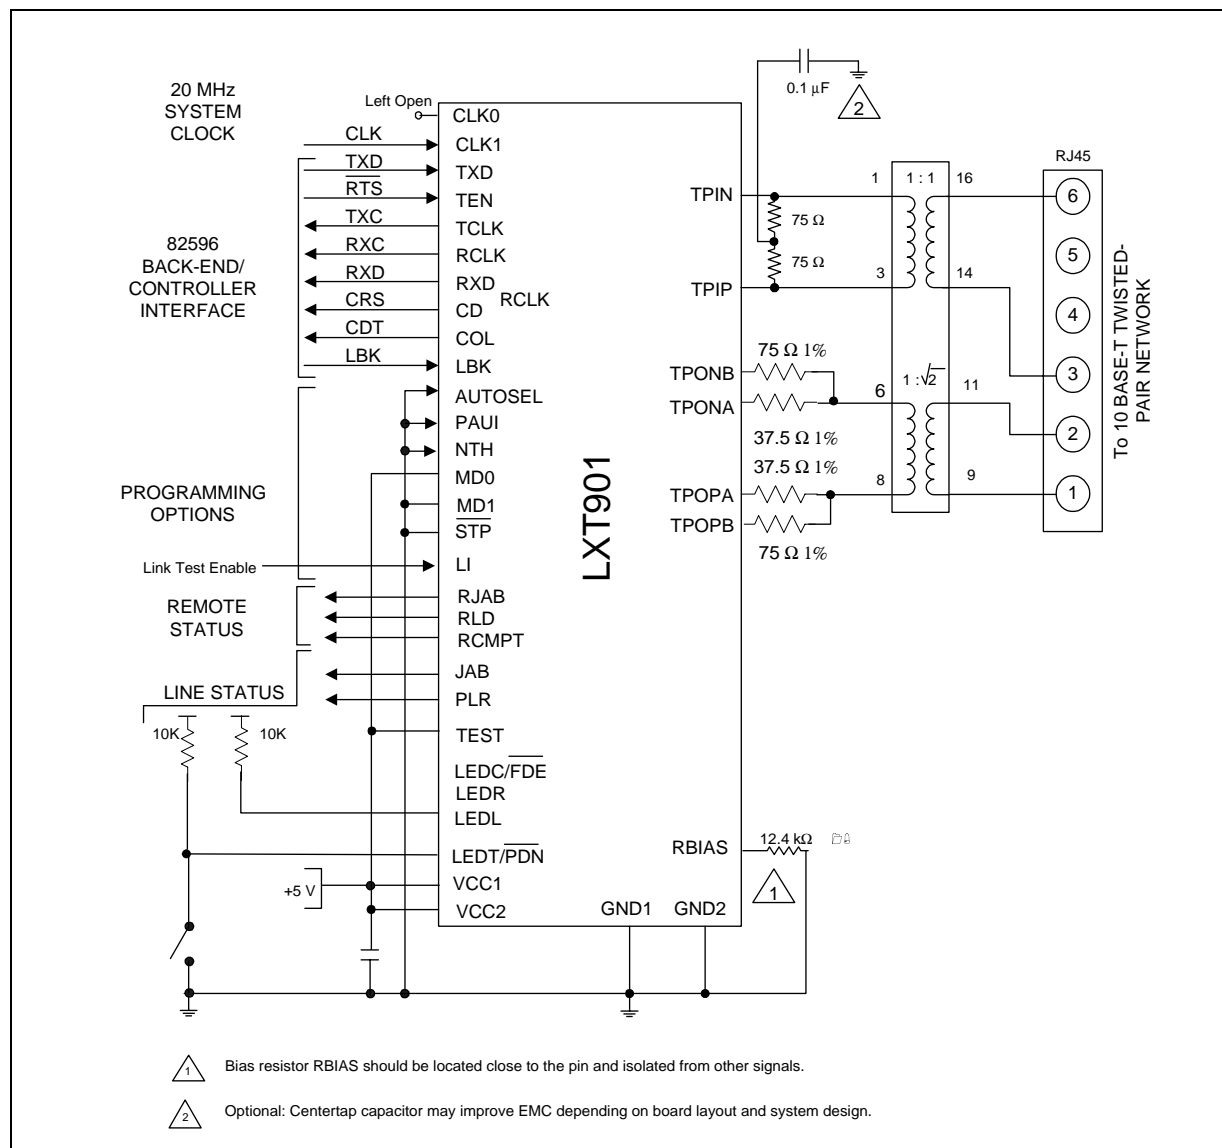 20 MHz
SYSTEM
CLOCK
Left Open
CLK0
CLK
CLK1
TXD
TXD
RTS
TEN
TXC
TCLK
RXC
RCLK
RXD
RXD
RCLK
CRS
CD
CDT
COL
LBK
LBK
82596
BACK-END/
CONTROLLER
INTERFACE
AUTOSEL
PAUI
NTH
MD0
MD1
STP
LI
PROGRAMMING
OPTIONS
Link Test Enable
REMOTE
STATUS
RJAB
RLD
RCMPT
JAB
PLR
LINE STATUS
10K
10K
TEST
LEDC/FDE
LEDR
LEDL
LEDT/PDN
+5 V
VCC1
VCC2
LXT901
GND1
GND2
RBIAS
12.4 kΩ
1
0.1 μF
2
TPIN
75 Ω
75 Ω
TPIP
TPONB
75 Ω 1%
TPONA
37.5 Ω 1%
37.5 Ω 1%
TPOPA
TPOPB
75 Ω 1%
1
1 : 1
16
3
14
6
1 : √2
11
8
9
RJ45
6
5
4
3
2
1
To 10 BASE-T TWISTED-
PAIR NETWORK
1 Bias resistor RBIAS should be located close to the pin and isolated from other signals.
2 Optional: Centertap capacitor may improve EMC depending on board layout and system design.